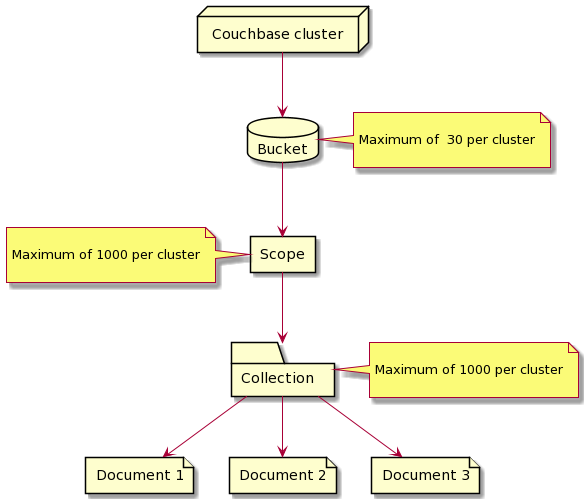 Couchbase cluster
Bucket
Maximum of  30 per cluster
Maximum of 1000 per cluster
Scope
Collection
Maximum of 1000 per cluster
Document 1
Document 2
Document 3